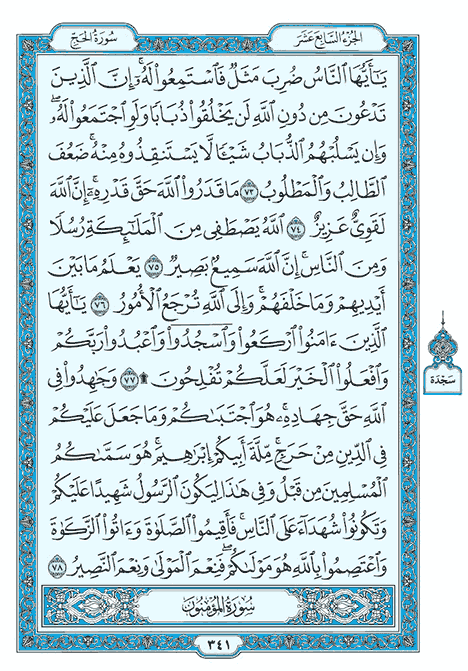 الجزء السابع عشر
سورة الحج
يَٰٓأَيُّهَا ٱلنَّاسُ ضُرِبَ مَثَلٌ فَٱسْتَمِعُوا۟ لَهُۥٓ ۚ إِنَّ ٱلَّذِينَ
تَدْعُونَ مِن دُونِ ٱللَّهِ لَن يَخْلُقُوا۟ ذُبَابًا وَلَوِ ٱجْتَمَعُوا۟ لَهُۥ ۖ
وَإِن يَسْلُبْهُمُ ٱلذُّبَابُ شَيْـًٔا لَّا يَسْتَنقِذُوهُ مِنْهُ ۚ ضَعُفَ
ٱلطَّالِبُ وَٱلْمَطْلُوبُ ٧٣ مَا قَدَرُوا۟ ٱللَّهَ حَقَّ قَدْرِهِۦٓ ۗ إِنَّ ٱللَّهَ
لَقَوِىٌّ عَزِيزٌ ٧٤ ٱللَّهُ يَصْطَفِى مِنَ ٱلْمَلَٰٓئِكَةِ رُسُلًا
وَمِنَ ٱلنَّاسِ ۚ إِنَّ ٱللَّهَ سَمِيعٌۢ بَصِيرٌ ٧٥ يَعْلَمُ مَا بَيْنَ
أَيْدِيهِمْ وَمَا خَلْفَهُمْ ۗ وَإِلَى ٱللَّهِ تُرْجَعُ ٱلْأُمُورُ ٧٦ يَٰٓأَيُّهَا
ٱلَّذِينَ ءَامَنُوا۟ ٱرْكَعُوا۟ وَٱسْجُدُوا۟ وَٱعْبُدُوا۟ رَبَّكُمْ
وَٱفْعَلُوا۟ ٱلْخَيْرَ لَعَلَّكُمْ تُفْلِحُونَ ۩ ٧٧ وَجَٰهِدُوا۟ فِى
ٱللَّهِ حَقَّ جِهَادِهِۦ ۚ هُوَ ٱجْتَبَىٰكُمْ وَمَا جَعَلَ عَلَيْكُمْ
فِى ٱلدِّينِ مِنْ حَرَجٍ ۚ مِّلَّةَ أَبِيكُمْ إِبْرَٰهِيمَ ۚ هُوَ سَمَّىٰكُمُ
ٱلْمُسْلِمِينَ مِن قَبْلُ وَفِى هَٰذَا لِيَكُونَ ٱلرَّسُولُ شَهِيدًا عَلَيْكُمْ
وَتَكُونُوا۟ شُهَدَآءَ عَلَى ٱلنَّاسِ ۚ فَأَقِيمُوا۟ ٱلصَّلَوٰةَ وَءَاتُوا۟ ٱلزَّكَوٰةَ
وَٱعْتَصِمُوا۟ بِٱللَّهِ هُوَ مَوْلَىٰكُمْ ۖ فَنِعْمَ ٱلْمَوْلَىٰ وَنِعْمَ ٱلنَّصِيرُ ٧٨
سجدة
سورة المؤمنون
٣٤١